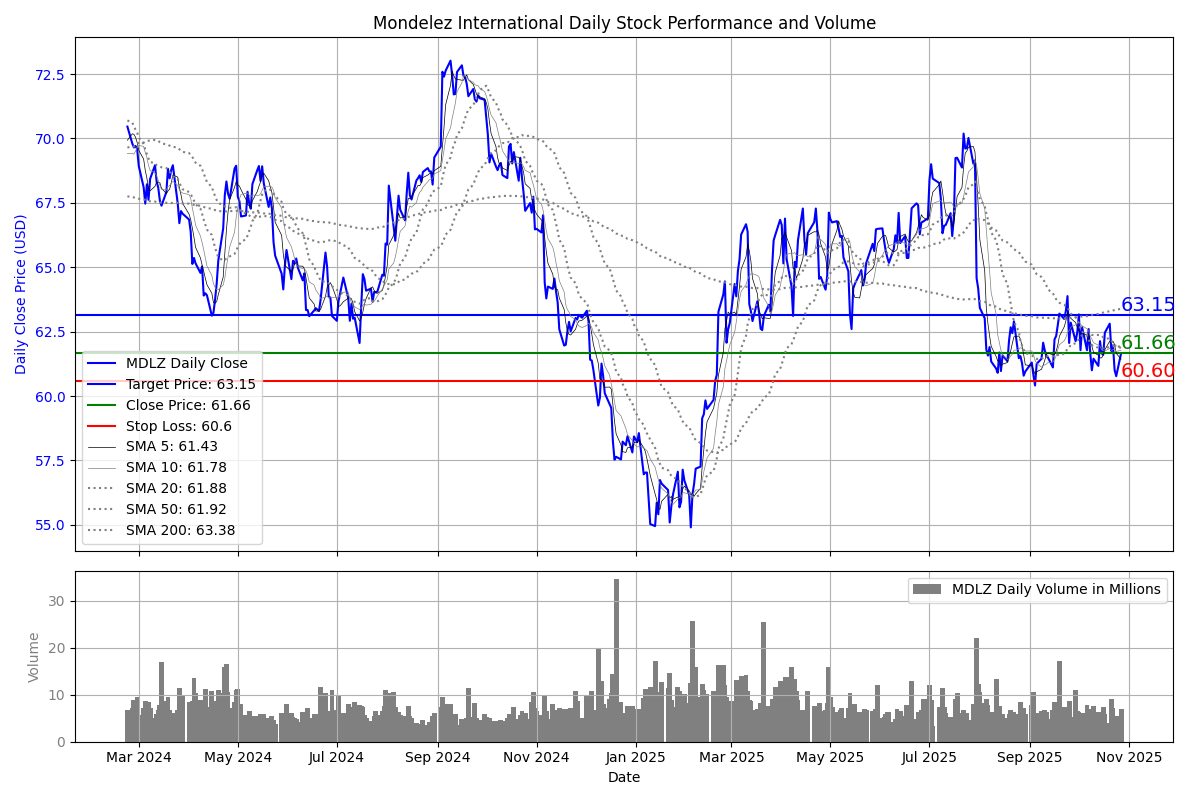 Mondelez International Daily Stock Performance and Volume
Daily Close Price (USD)
72.5
70.0
67.5
65.0
62.5
60.0
57.5
55.0
63.15
61.66
60.60
MDLZ Daily Close
Target Price: 63.15
Close Price: 61.66
Stop Loss: 60.6
SMA 5: 61.43
SMA 10: 61.78
SMA 20: 61.88
SMA 50: 61.92
SMA 200: 63.38
Volume
30
20
10
0
MDLZ Daily Volume in Millions
Mar 2024
May 2024
Jul 2024
Sep 2024
Nov 2024
Jan 2025
Mar 2025
May 2025
Jul 2025
Sep 2025
Nov 2025
Date